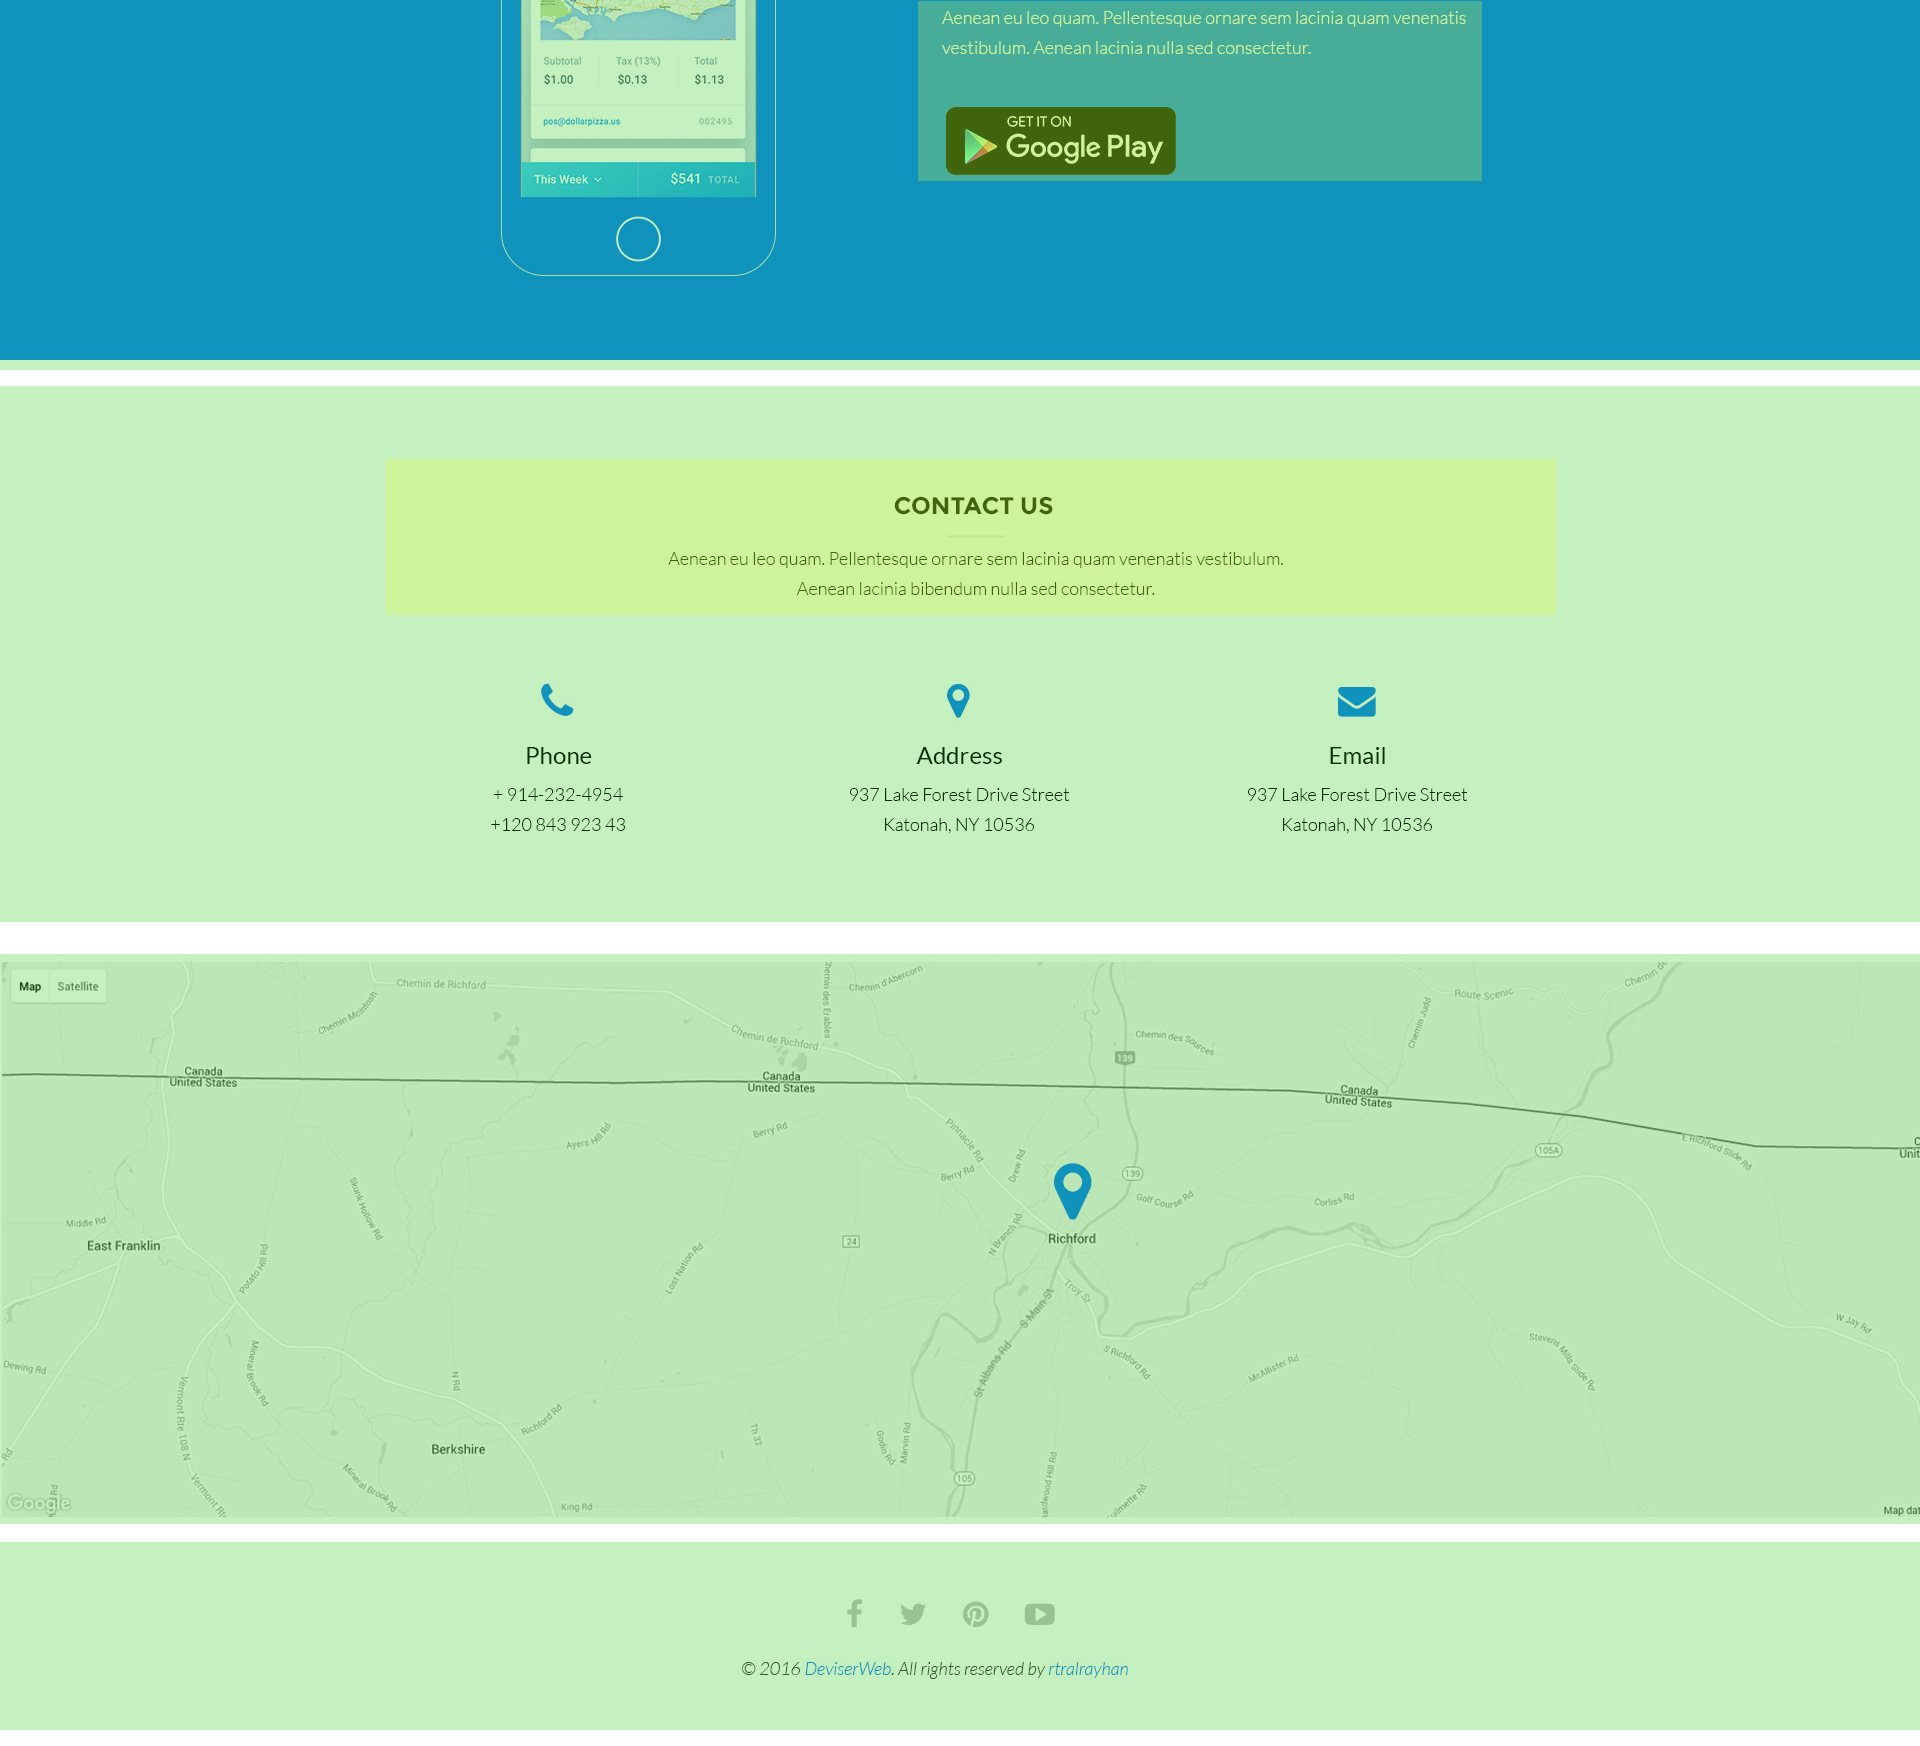 Aenean eu leo quam. Pellentesque ornare sem lacinia quam venenatis
vestibulum. Aenean lacinia nulla sed consectetur.
Subtotal Tax (13%) Total
$1.00 $0.13 $1.13
pos@dollarpizza.us 002495
This Week $541 TOTAL
GET IT ON
Google Play
CONTACT US
Aenean eu leo quam. Pellentesque ornare sem lacinia quam venenatis vestibulum.
Aenean lacinia bibendum nulla sed consectetur.
Phone
+ 914-232-4954
+120 843 923 43
Address
937 Lake Forest Drive Street
Katonah, NY 10536
Email
937 Lake Forest Drive Street
Katonah, NY 10536
Map Satellite
Chemin de Richford
Chemin McIntosh
Chemin des Erables
Chemin d'Abercorn
Chemin de Richford
Chemin des Sources
Chemin Judd
Route Scenic
Chemin de
139
Canada
United States
Canada
United States
Canada
United States
Ayers Hill Rd
Berry Rd
Pinnacle Rd
Berry Rd
Drew Rd
139
105A
E Richford Slide Rd
Golf Course Rd
Corliss Rd
Skunk Hollow Rd
Middle Rd
East Franklin
Potato Hill Rd
Lost Nation Rd
24
N Branch Rd
Richford
Troy St
S Main St
St Albans Rd
S Richford Rd
McAllister Rd
Stevens Mills Slide Rd
W Jay Rd
Dewing Rd
Mineral Brook Rd
Vermont Rte 108 N
N Rd
Richford Rd
Berkshire
Th 32
Godin Rd
Marvin Rd
105
Mineral Brook Rd
Vermont Rte
King Rd
Google
Map dat
© 2016 DeviserWeb. All rights reserved by rtralrayhan